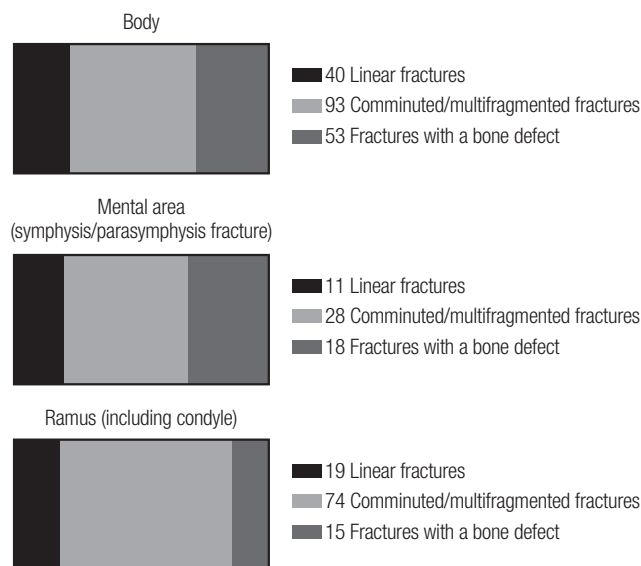 Body
40 Linear fractures
93 Comminuted/multifragmented fractures
53 Fractures with a bone defect
Mental area
(symphysis/parasymphysis fracture)
11 Linear fractures
28 Comminuted/multifragmented fractures
18 Fractures with a bone defect
Ramus (including condyle)
19 Linear fractures
74 Comminuted/multifragmented fractures
15 Fractures with a bone defect